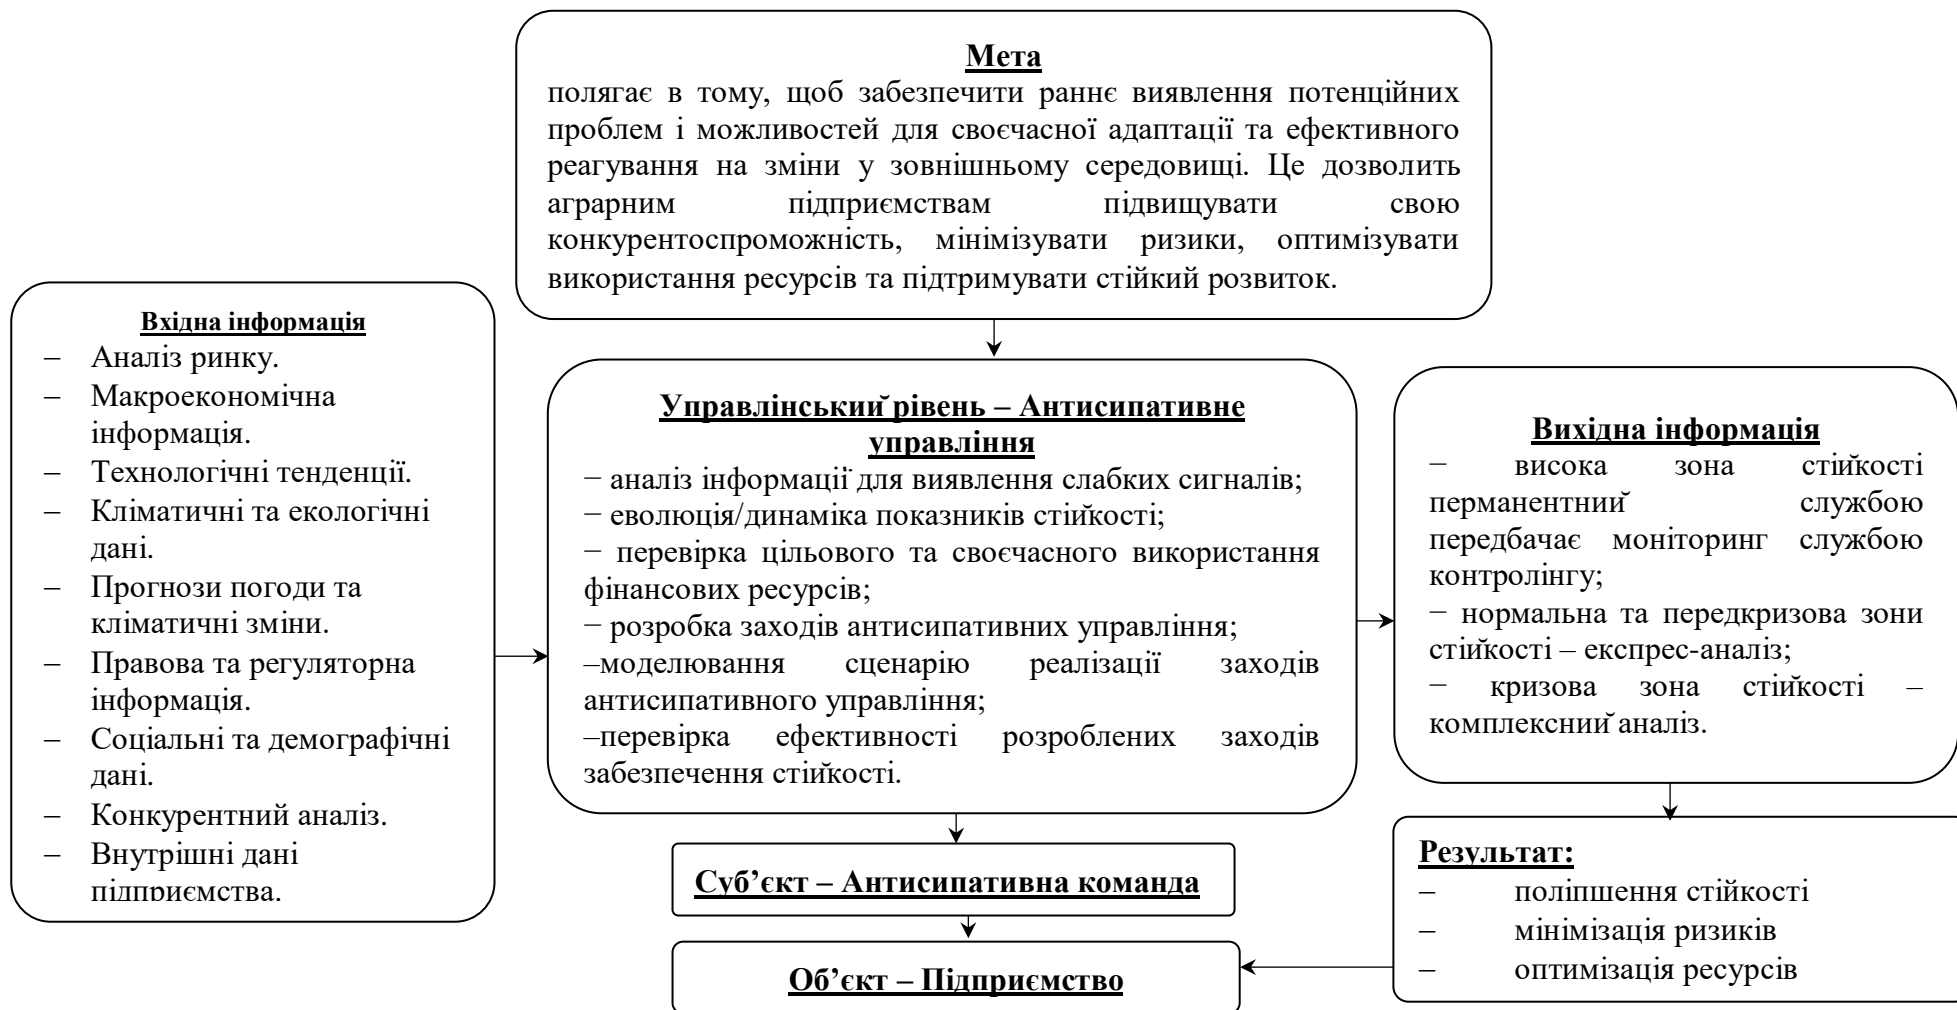 Мета
полягає в тому, щоб забезпечити раннє виявлення потенційних
проблем і можливостей для своєчасної адаптації та ефективного
реагування на зміни у зовнішньому середовищі. Це дозволить
аграрним підприємствам підвищувати свою
конкурентоспроможність, мінімізувати ризики, оптимізувати
використання ресурсів та підтримувати стійкий розвиток.
Вхідна інформація
– Аналіз ринку.
– Макроекономічна
інформація.
– Технологічні тенденції.
– Кліматичні та екологічні
дані.
– Прогнози погоди та
кліматичні зміни.
– Правова та регуляторна
інформація.
– Соціальні та демографічні
дані.
– Конкурентний аналіз.
– Внутрішні дані
підприємства.
Управлінський рівень – Антисипативне
управління
− аналіз інформації для виявлення слабких сигналів;
− еволюція/динаміка показників стійкості;
− перевірка цільового та своєчасного використання
фінансових ресурсів;
− розробка заходів антисипативних управління;
–моделювання сценарію реалізації заходів
антисипативного управління;
–перевірка ефективності розроблених заходів
забезпечення стійкості.
Вихідна інформація
− висока зона стійкості
перманентний службою
передбачає моніторинг службою
контролінгу;
− нормальна та передкризова зони
стійкості – експрес-аналіз;
− кризова зона стійкості –
комплексний аналіз.
Суб’єкт – Антисипативна команда
Об’єкт – Підприємство
Результат:
– поліпшення стійкості
– мінімізація ризиків
– оптимізація ресурсів